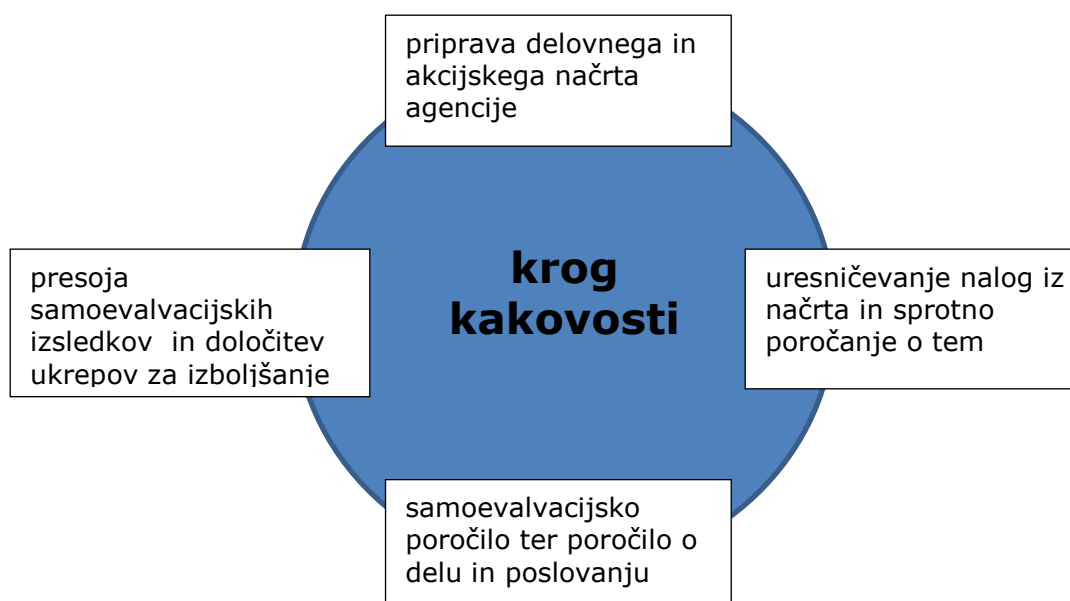 priprava delovnega in
akcijskega načrta
agencije
presoja
samoevalvacijskih
izsledkov  in določitev
ukrepov za izboljšanje
krog
kakovosti
uresničevanje nalog iz
načrta in sprotno
poročanje o tem
samoevalvacijsko
poročilo ter poročilo o
delu in poslovanju